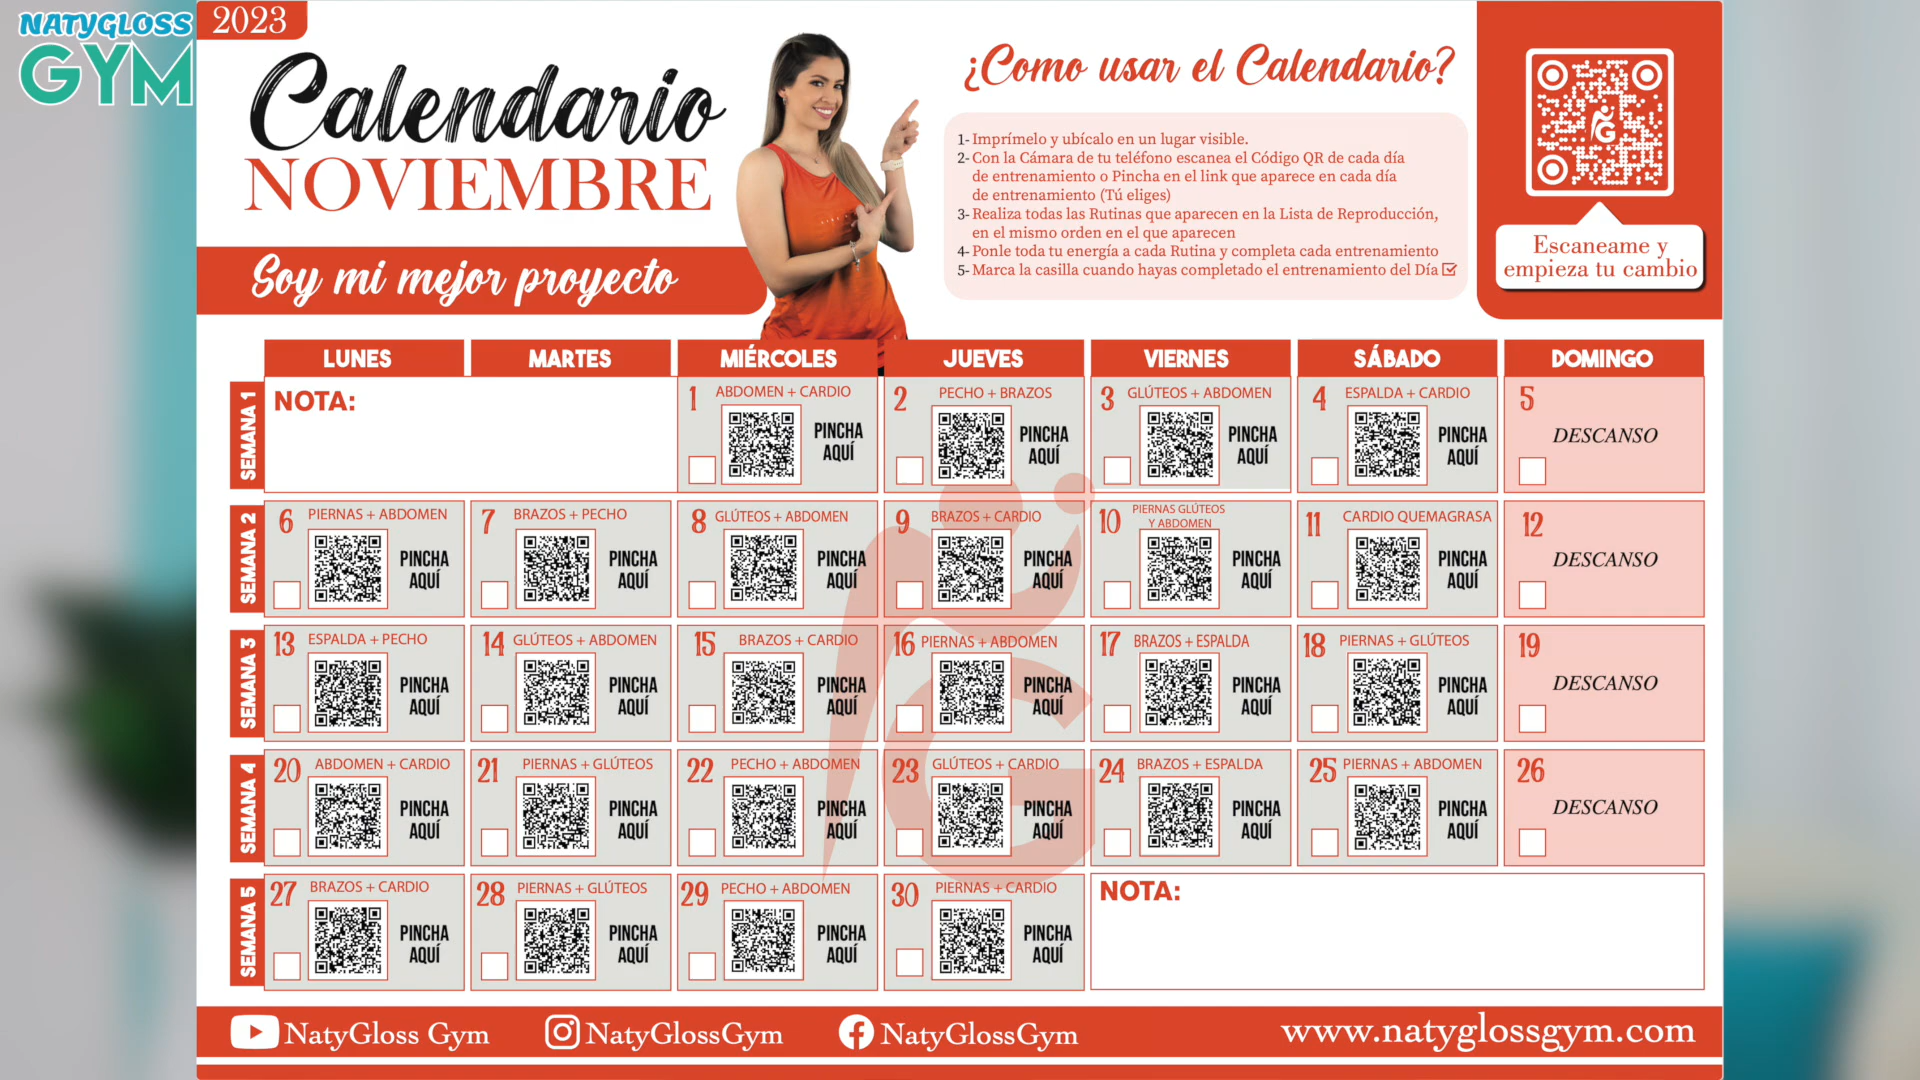 NATYGLOSS
GYM
2023
Calendario
NOVIEMBRE
Soy mi mejor proyecto
¿Como usar el Calendario?
1- Imprímelo y ubícalo en un lugar visible.
2- Con la Cámara de tu teléfono escanea el Código QR de cada día
de entrenamiento o Pincha en el link que aparece en cada día
de entrenamiento (Tú eliges)
3- Realiza todas las Rutinas que aparecen en la Lista de Reproducción,
en el mismo orden en el que aparecen
4- Ponle toda tu energía a cada Rutina y completa cada entrenamiento
5- Marca la casilla cuando hayas completado el entrenamiento del Día
G
Escaneame y
empieza tu cambio
LUNES MARTES MIÉRCOLES JUEVES VIERNES SÁBADO DOMINGO
SEMANA 1
NOTA:
1 ABDOMEN + CARDIO
PINCHA
AQUÍ
2 PECHO + BRAZOS
PINCHA
AQUÍ
3 GLÚTEOS + ABDOMEN
PINCHA
AQUÍ
4 ESPALDA + CARDIO
PINCHA
AQUÍ
5
DESCANSO
SEMANA 2
6 PIERNAS + ABDOMEN
PINCHA
AQUÍ
7 BRAZOS + PECHO
PINCHA
AQUÍ
8 GLÚTEOS + ABDOMEN
PINCHA
AQUÍ
9 BRAZOS + CARDIO
PINCHA
AQUÍ
10 PIERNAS GLÚTEOS
Y ABDOMEN
PINCHA
AQUÍ
11 CARDIO QUEMAGRASA
PINCHA
AQUÍ
12
DESCANSO
SEMANA 3
13 ESPALDA + PECHO
PINCHA
AQUÍ
14 GLÚTEOS + ABDOMEN
PINCHA
AQUÍ
15 BRAZOS + CARDIO
PINCHA
AQUÍ
16 PIERNAS + ABDOMEN
PINCHA
AQUÍ
17 BRAZOS + ESPALDA
PINCHA
AQUÍ
18 PIERNAS + GLÚTEOS
PINCHA
AQUÍ
19
DESCANSO
SEMANA 4
20 ABDOMEN + CARDIO
PINCHA
AQUÍ
21 PIERNAS + GLÚTEOS
PINCHA
AQUÍ
22 PECHO + ABDOMEN
PINCHA
AQUÍ
23 GLÚTEOS + CARDIO
PINCHA
AQUÍ
24 BRAZOS + ESPALDA
PINCHA
AQUÍ
25 PIERNAS + ABDOMEN
PINCHA
AQUÍ
26
DESCANSO
SEMANA 5
27 BRAZOS + CARDIO
PINCHA
AQUÍ
28 PIERNAS + GLÚTEOS
PINCHA
AQUÍ
29 PECHO + ABDOMEN
PINCHA
AQUÍ
30 PIERNAS + CARDIO
PINCHA
AQUÍ
NOTA:
G
NatyGloss Gym NatyGlossGym NatyGlossGym www.natyglossgym.com